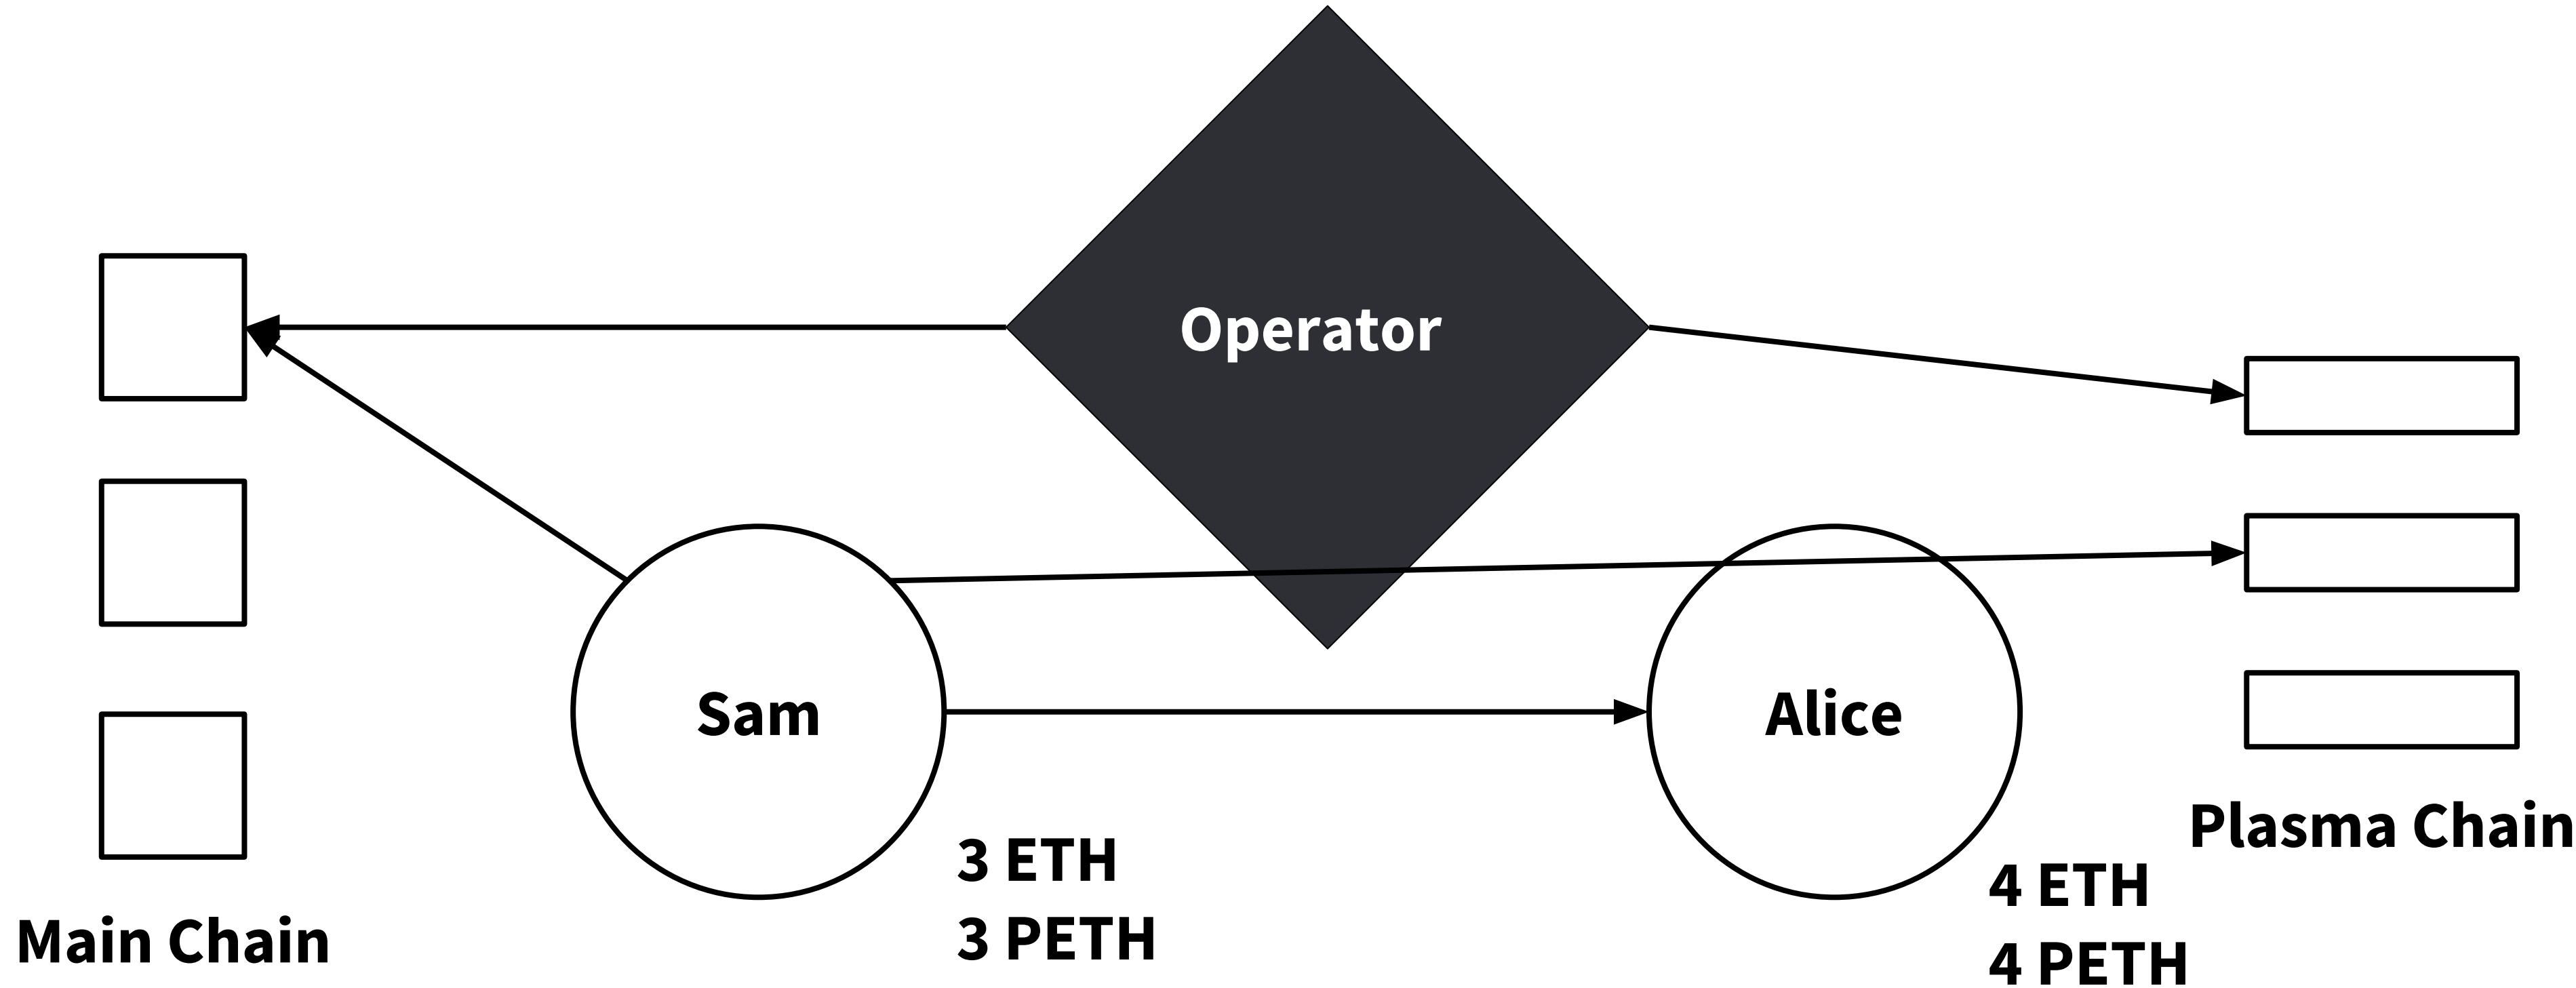 Operator
Sam
Alice
3 ETH
3 PETH
Plasma Chain
4 ETH
4 PETH
Main Chain